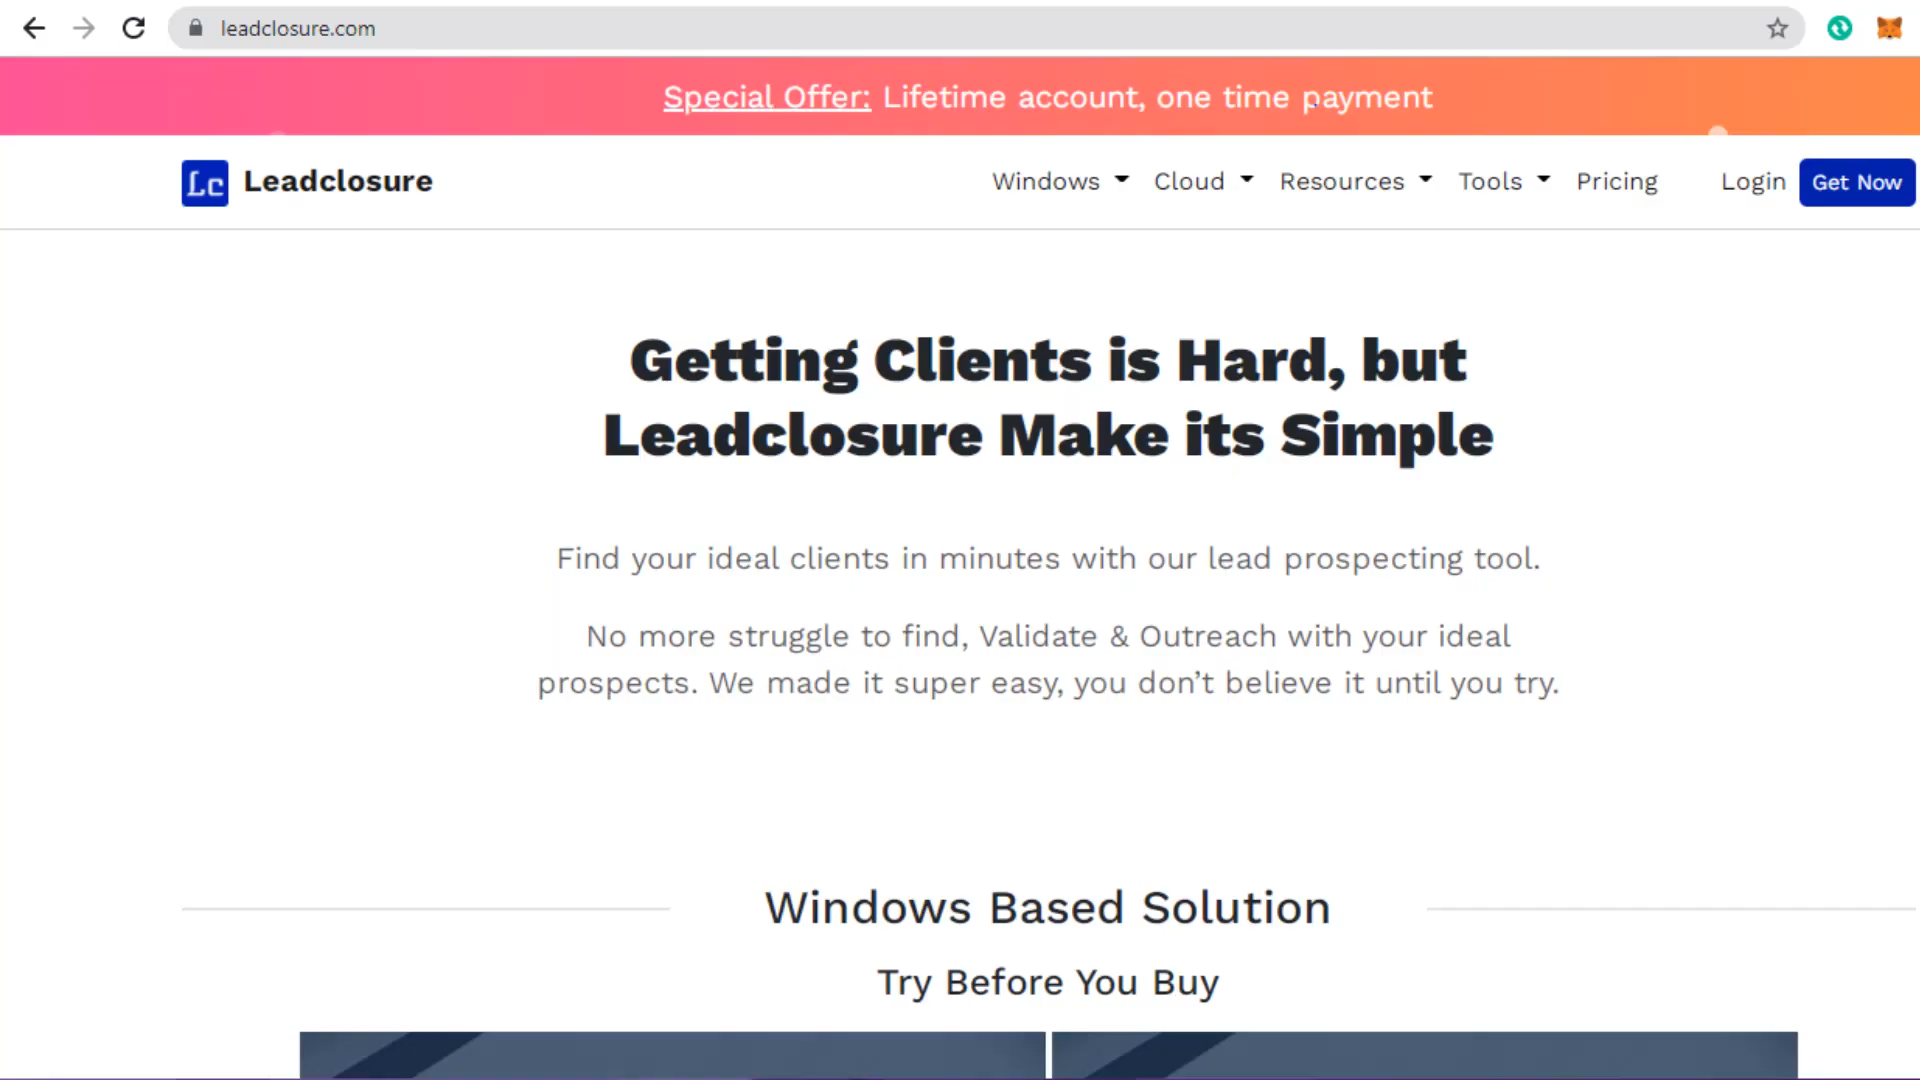 leadclosure.com
Special Offer: Lifetime account, one time payment
Lc Leadclosure
Windows Cloud Resources Tools Pricing Login Get Now
Getting Clients is Hard, but
Leadclosure Make its Simple
Find your ideal clients in minutes with our lead prospecting tool.
No more struggle to find, Validate & Outreach with your ideal
prospects. We made it super easy, you don’t believe it until you try.
Windows Based Solution
Try Before You Buy